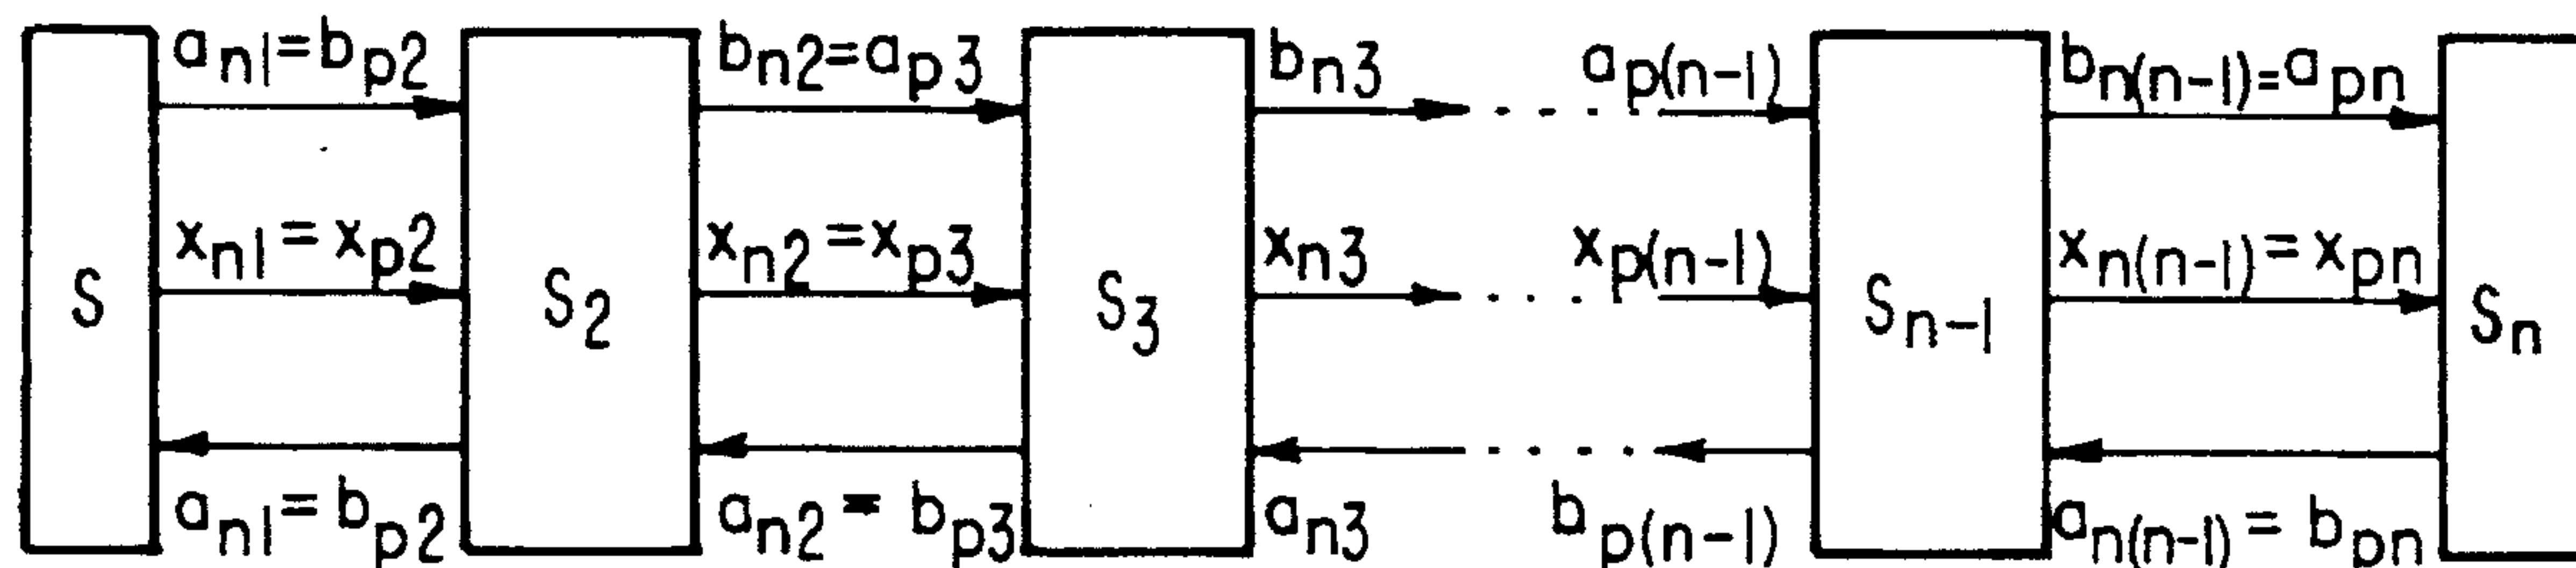 a_{n1}=b_{p2} b_{n2}=a_{p3} b_{n3} a_{p(n-1)} b_{n(n-1)}=a_{pn}
x_{n1}=x_{p2} x_{n2}=x_{p3} x_{n3} x_{p(n-1)} x_{n(n-1)}=x_{pn}
S S_2 S_3 S_{n-1} S_n
a_{n1}=b_{p2} a_{n2}=b_{p3} a_{n3} b_{p(n-1)} a_{n(n-1)}=b_{pn}